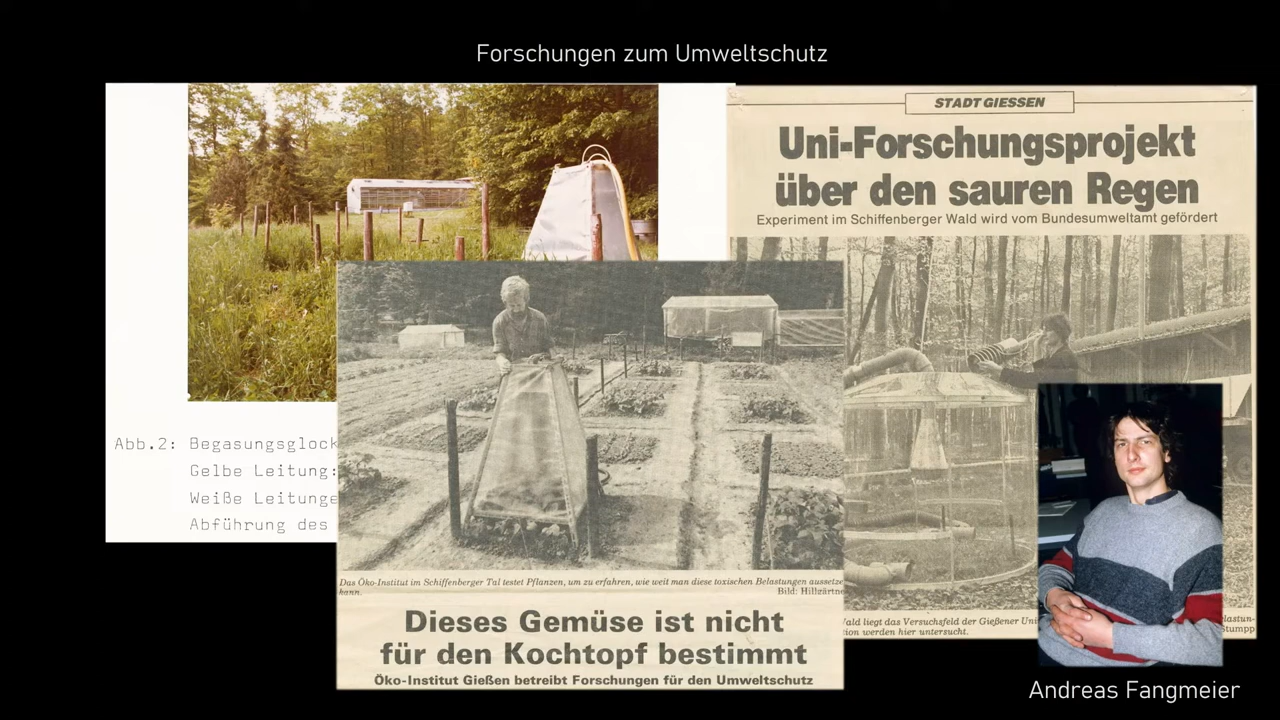 Forschungen zum Umweltschutz
STADT GIESSEN
Uni-Forschungsprojekt
über den sauren Regen
Experiment im Schiffenberger Wald wird vom Bundesumweltamt gefördert
Abb.2: Begasungsglock
Gelbe Leitung:
Weiße Leitunge
Abführung des
Das Öko-Institut im Schiffenberger Tal testet Pflanzen, um zu erfahren, wie weit man diese toxischen Belastungen aussetze
kann. Bild: Hillgärtne
Dieses Gemüse ist nicht
für den Kochtopf bestimmt
Öko-Institut Gießen betreibt Forschungen für den Umweltschutz
Wald liegt das Versuchsfeld der Gießener Uni
tion werden hier untersucht.
elastun-
Stumpp
Andreas Fangmeier